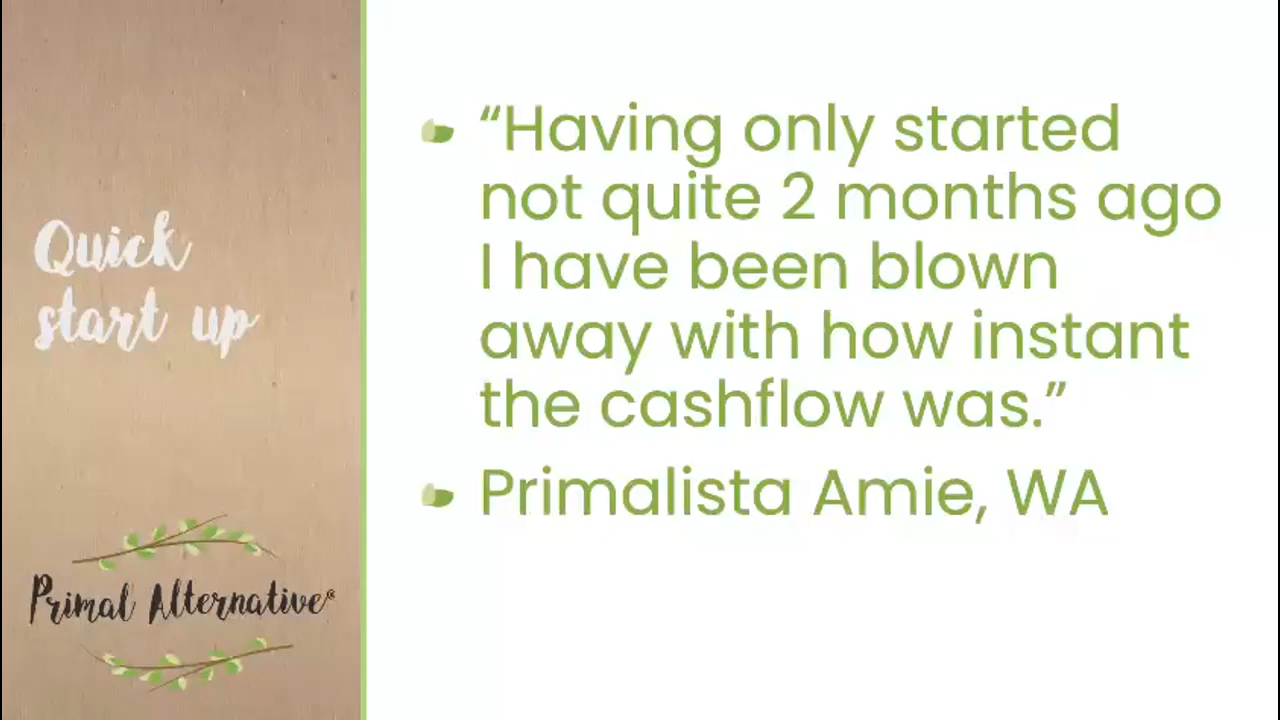 Quick
start up
Primal Alternative®
“Having only started
not quite 2 months ago
I have been blown
away with how instant
the cashflow was.”
Primalista Amie, WA